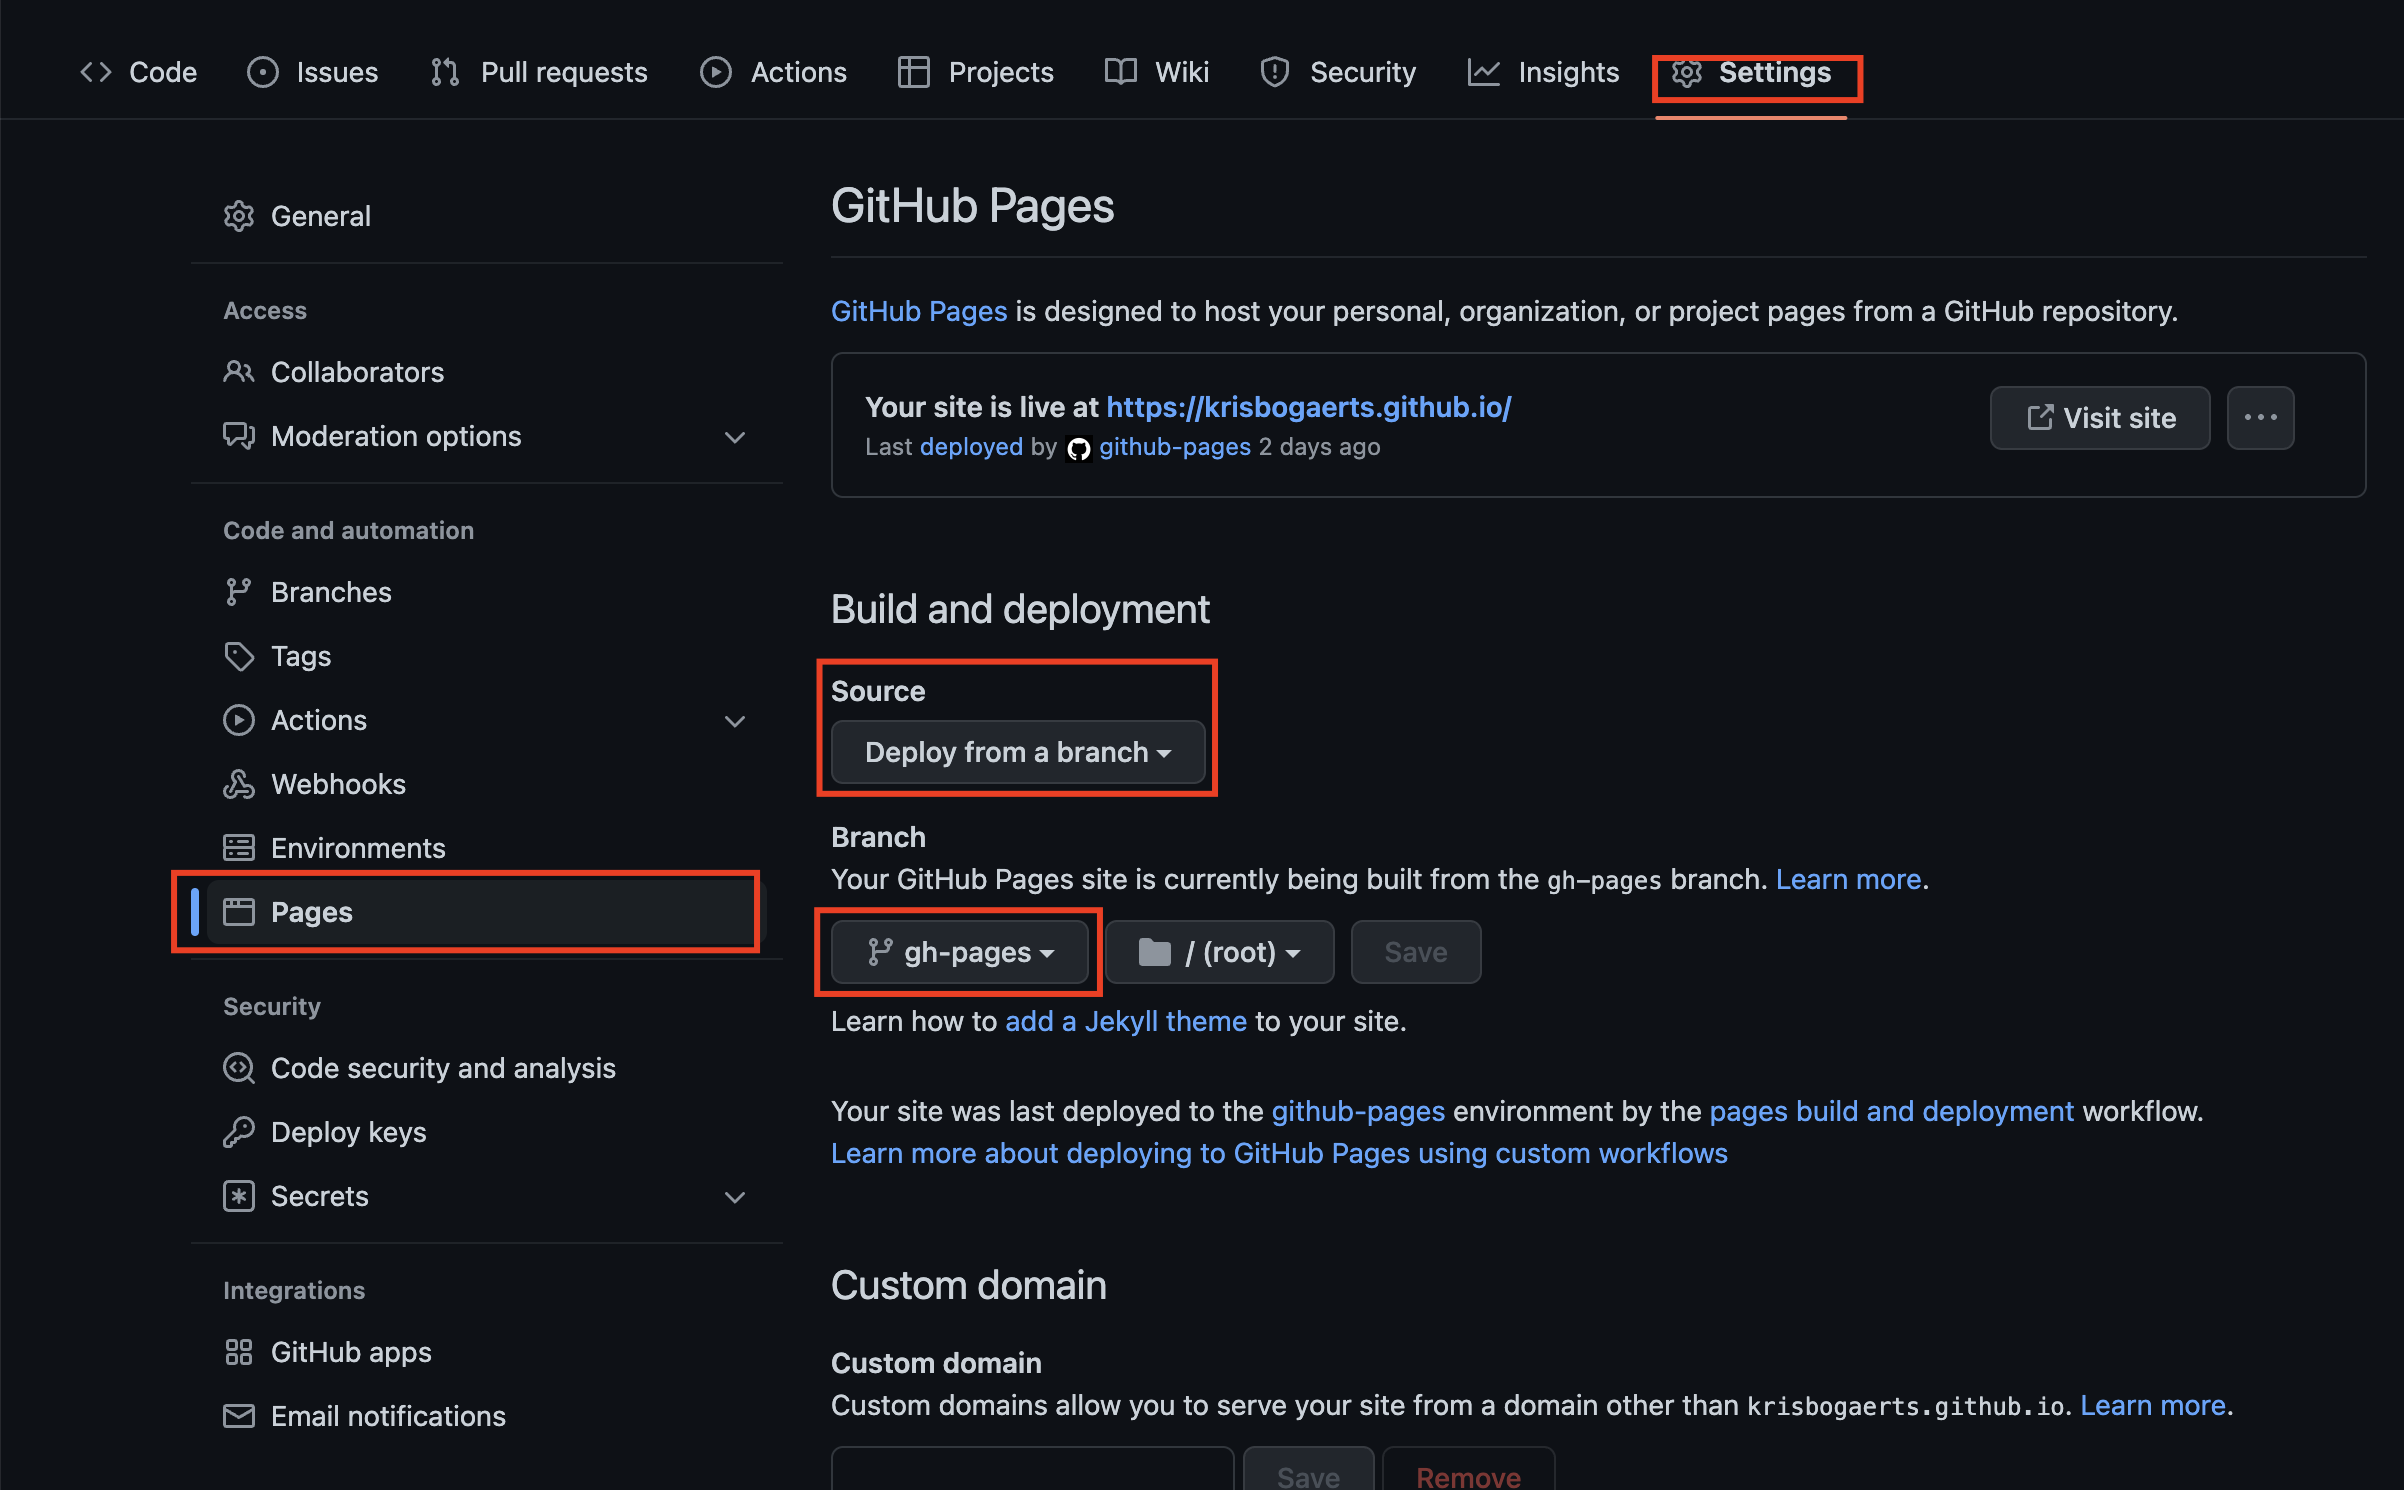 Code Issues Pull requests Actions Projects Wiki Security Insights Settings
General
Access
Collaborators
Moderation options
Code and automation
Branches
Tags
Actions
Webhooks
Environments
Pages
Security
Code security and analysis
Deploy keys
Secrets
Integrations
GitHub apps
Email notifications
GitHub Pages
GitHub Pages is designed to host your personal, organization, or project pages from a GitHub repository.
Your site is live at https://krisbogaerts.github.io/
Last deployed by github-pages 2 days ago
Visit site
Build and deployment
Source
Deploy from a branch
Branch
Your GitHub Pages site is currently being built from the gh-pages branch. Learn more.
gh-pages / (root) Save
Learn how to add a Jekyll theme to your site.
Your site was last deployed to the github-pages environment by the pages build and deployment workflow.
Learn more about deploying to GitHub Pages using custom workflows
Custom domain
Custom domain
Custom domains allow you to serve your site from a domain other than krisbogaerts.github.io. Learn more.
Save Remove